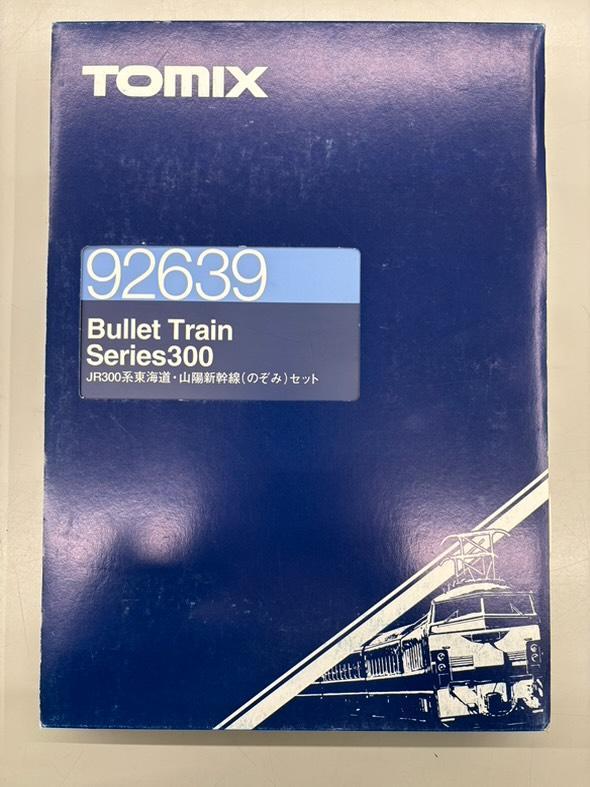 TOMIX
92639
Bullet Train
Series300
JR300系東海道・山陽新幹線(のぞみ)セット